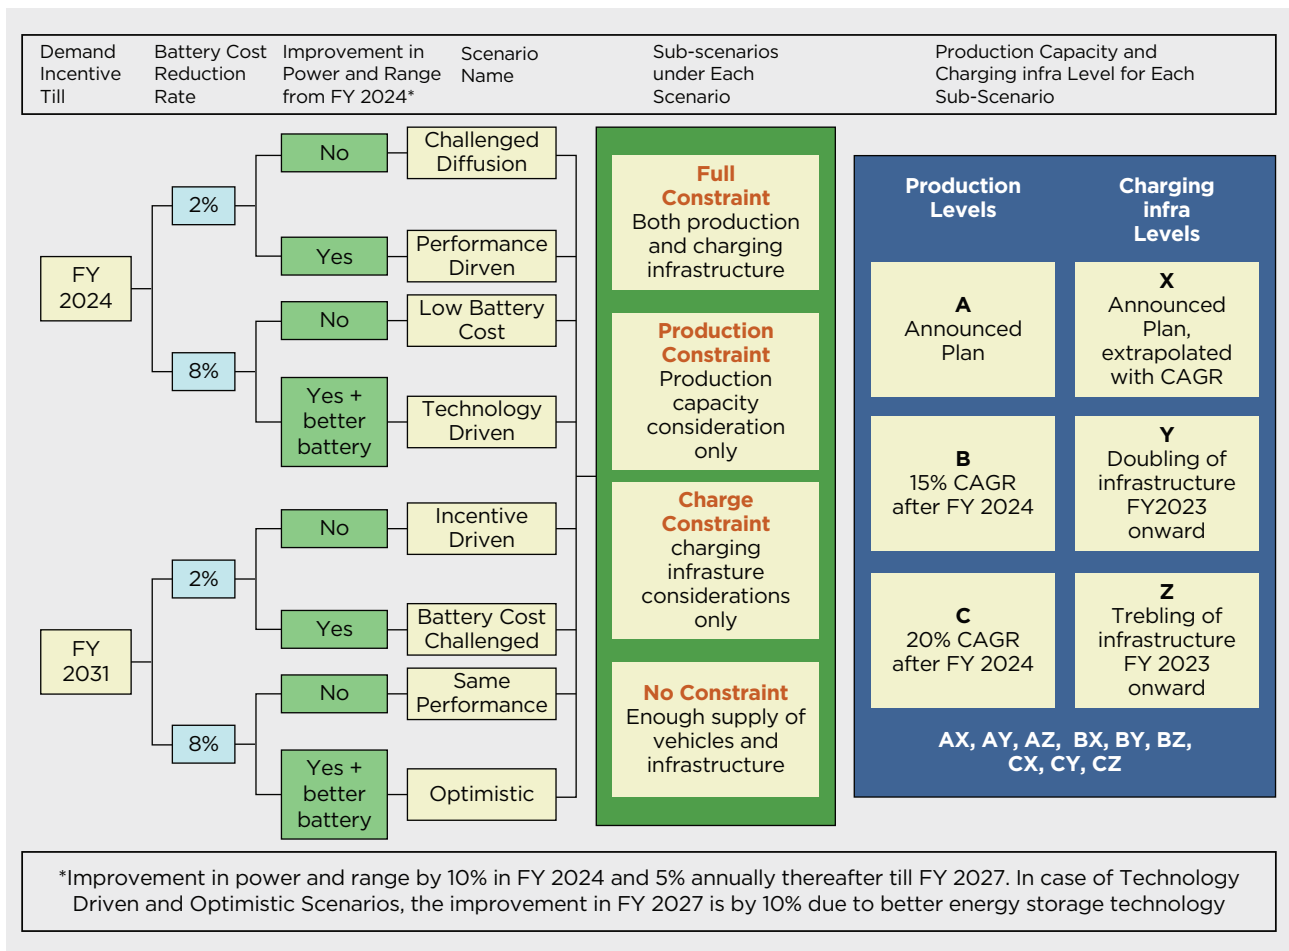 Demand
Incentive
Till
Battery Cost
Reduction
Rate
Improvement in
Power and Range
from FY 2024*
Scenario
Name
Sub-scenarios
under Each
Scenario
Production Capacity and
Charging infra Level for Each
Sub-Scenario
FY
2024
2%
No
Challenged
Diffusion
Yes
Performance
Dirven
8%
No
Low Battery
Cost
Yes +
better
battery
Technology
Driven
FY
2031
2%
No
Incentive
Driven
Yes
Battery Cost
Challenged
8%
No
Same
Performance
Yes +
better
battery
Optimistic
Full
Constraint
Both production
and charging
infrastructure
Production
Constraint
Production
capacity
consideration
only
Charge
Constraint
charging
infrasture
considerations
only
No Constraint
Enough supply of
vehicles and
infrastructure
Production
Levels
Charging
infra
Levels
A
Announced
Plan
X
Announced
Plan,
extrapolated
with CAGR
B
15% CAGR
after FY 2024
Y
Doubling of
infrastructure
FY2023
onward
C
20% CAGR
after FY 2024
Z
Trebling of
infrastructure
FY 2023
onward
AX, AY, AZ, BX, BY, BZ,
CX, CY, CZ
*Improvement in power and range by 10% in FY 2024 and 5% annually thereafter till FY 2027. In case of Technology
Driven and Optimistic Scenarios, the improvement in FY 2027 is by 10% due to better energy storage technology